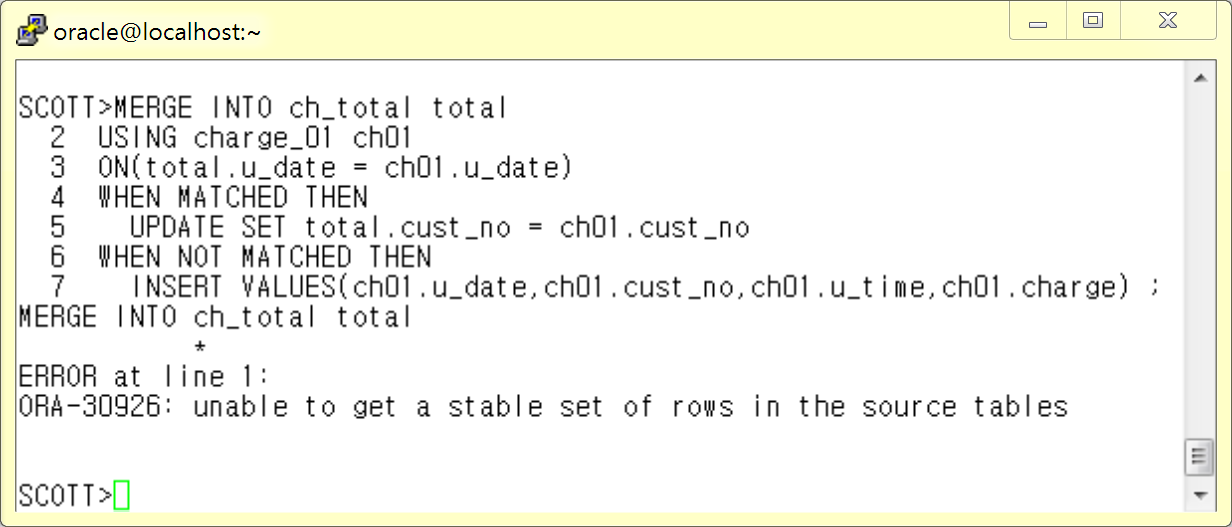 oracle@localhost:~
SCOTT>MERGE INTO ch_total total
2 USING charge_01 ch01
3 ON(total.u_date = ch01.u_date)
4 WHEN MATCHED THEN
5 UPDATE SET total.cust_no = ch01.cust_no
6 WHEN NOT MATCHED THEN
7 INSERT VALUES(ch01.u_date,ch01.cust_no,ch01.u_time,ch01.charge) ;
MERGE INTO ch_total total
*
ERROR at line 1:
ORA-30926: unable to get a stable set of rows in the source tables
SCOTT>